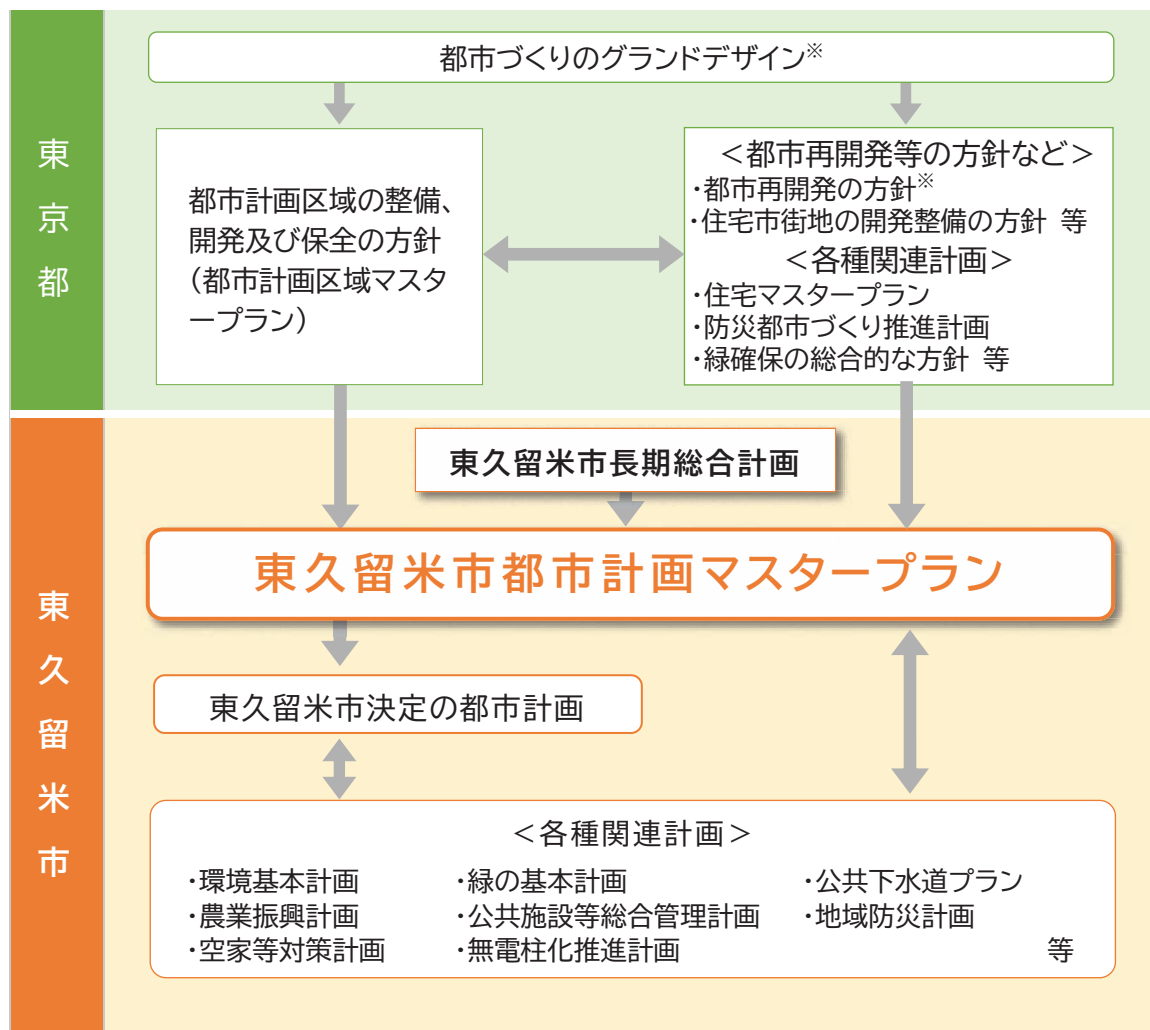 東京都
都市づくりのグランドデザイン※
都市計画区域の整備、
開発及び保全の方針
（都市計画区域マスタ
ープラン）
＜都市再開発等の方針など＞
・都市再開発の方針※
・住宅市街地の開発整備の方針 等
＜各種関連計画＞
・住宅マスタープラン
・防災都市づくり推進計画
・緑確保の総合的な方針 等
東久留米市
東久留米市長期総合計画
東久留米市都市計画マスタープラン
東久留米市決定の都市計画
＜各種関連計画＞
・環境基本計画 ・緑の基本計画 ・公共下水道プラン
・農業振興計画 ・公共施設等総合管理計画 ・地域防災計画
・空家等対策計画 ・無電柱化推進計画 等